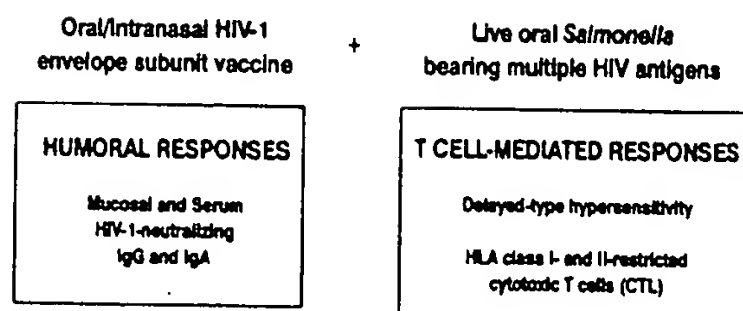 Oral/Intranasal HIV-1
envelope subunit vaccine
+
Live oral Salmonella
bearing multiple HIV antigens
HUMORAL RESPONSES
Mucosal and Serum
HIV-1-neutralizing
IgG and IgA
T CELL-MEDIATED RESPONSES
Delayed-type hypersensitivity
HLA class I- and II-restricted
cytotoxic T cells (CTL)